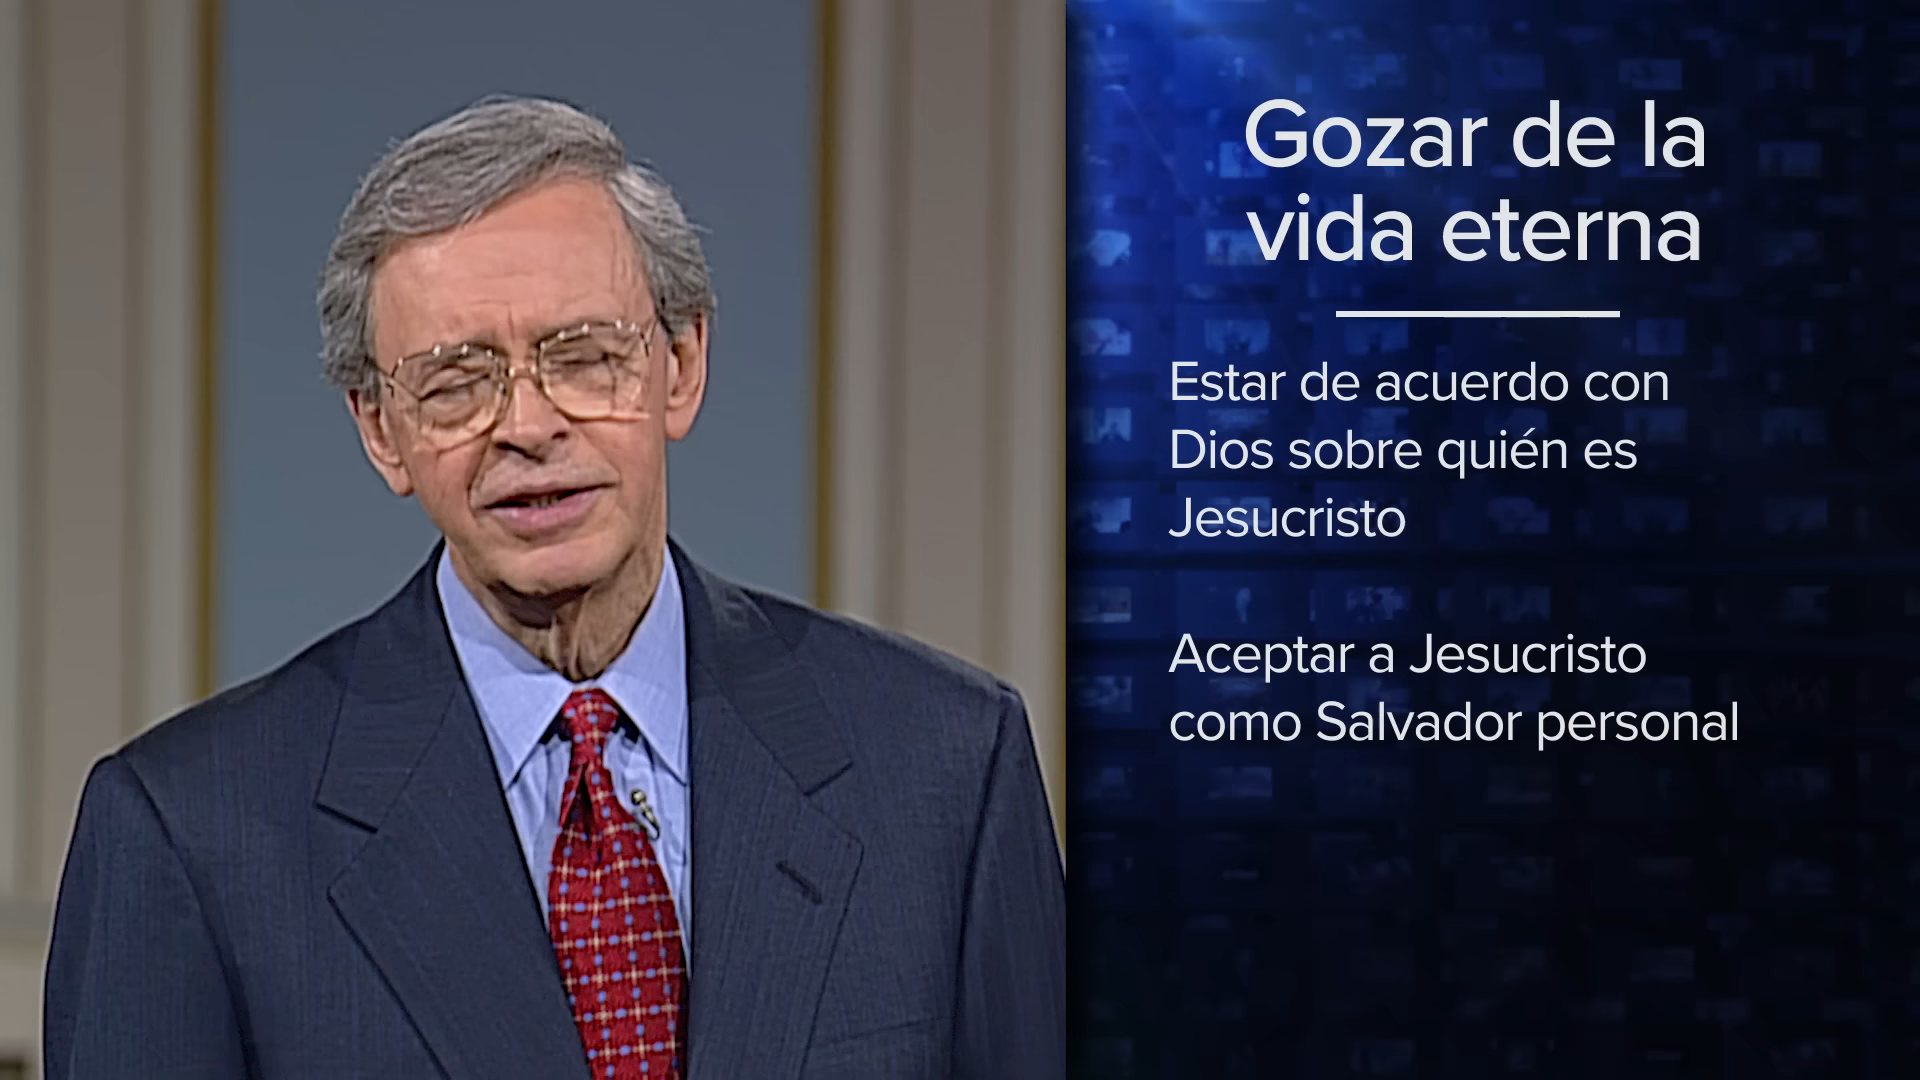 Gozar de la
vida eterna
Estar de acuerdo con
Dios sobre quién es
Jesucristo
Aceptar a Jesucristo
como Salvador personal